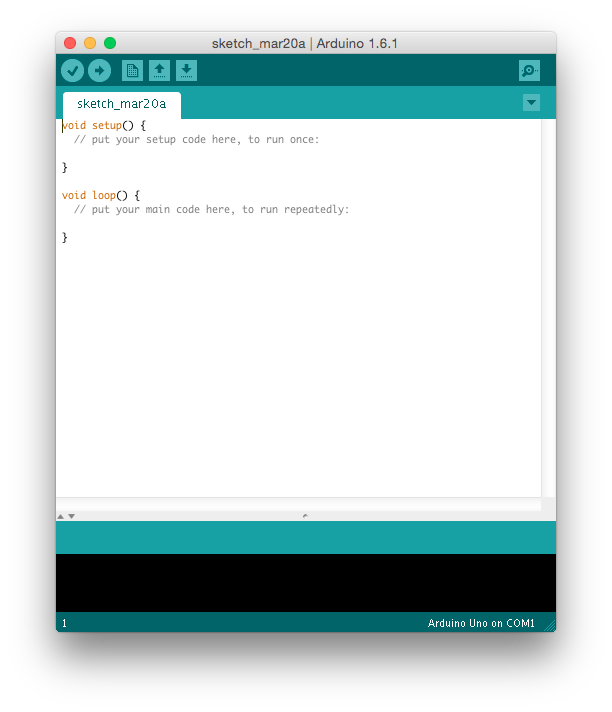 sketch_mar20a | Arduino 1.6.1
sketch_mar20a
void setup() {
  // put your setup code here, to run once:
}
void loop() {
  // put your main code here, to run repeatedly:
}
1
Arduino Uno on COM1